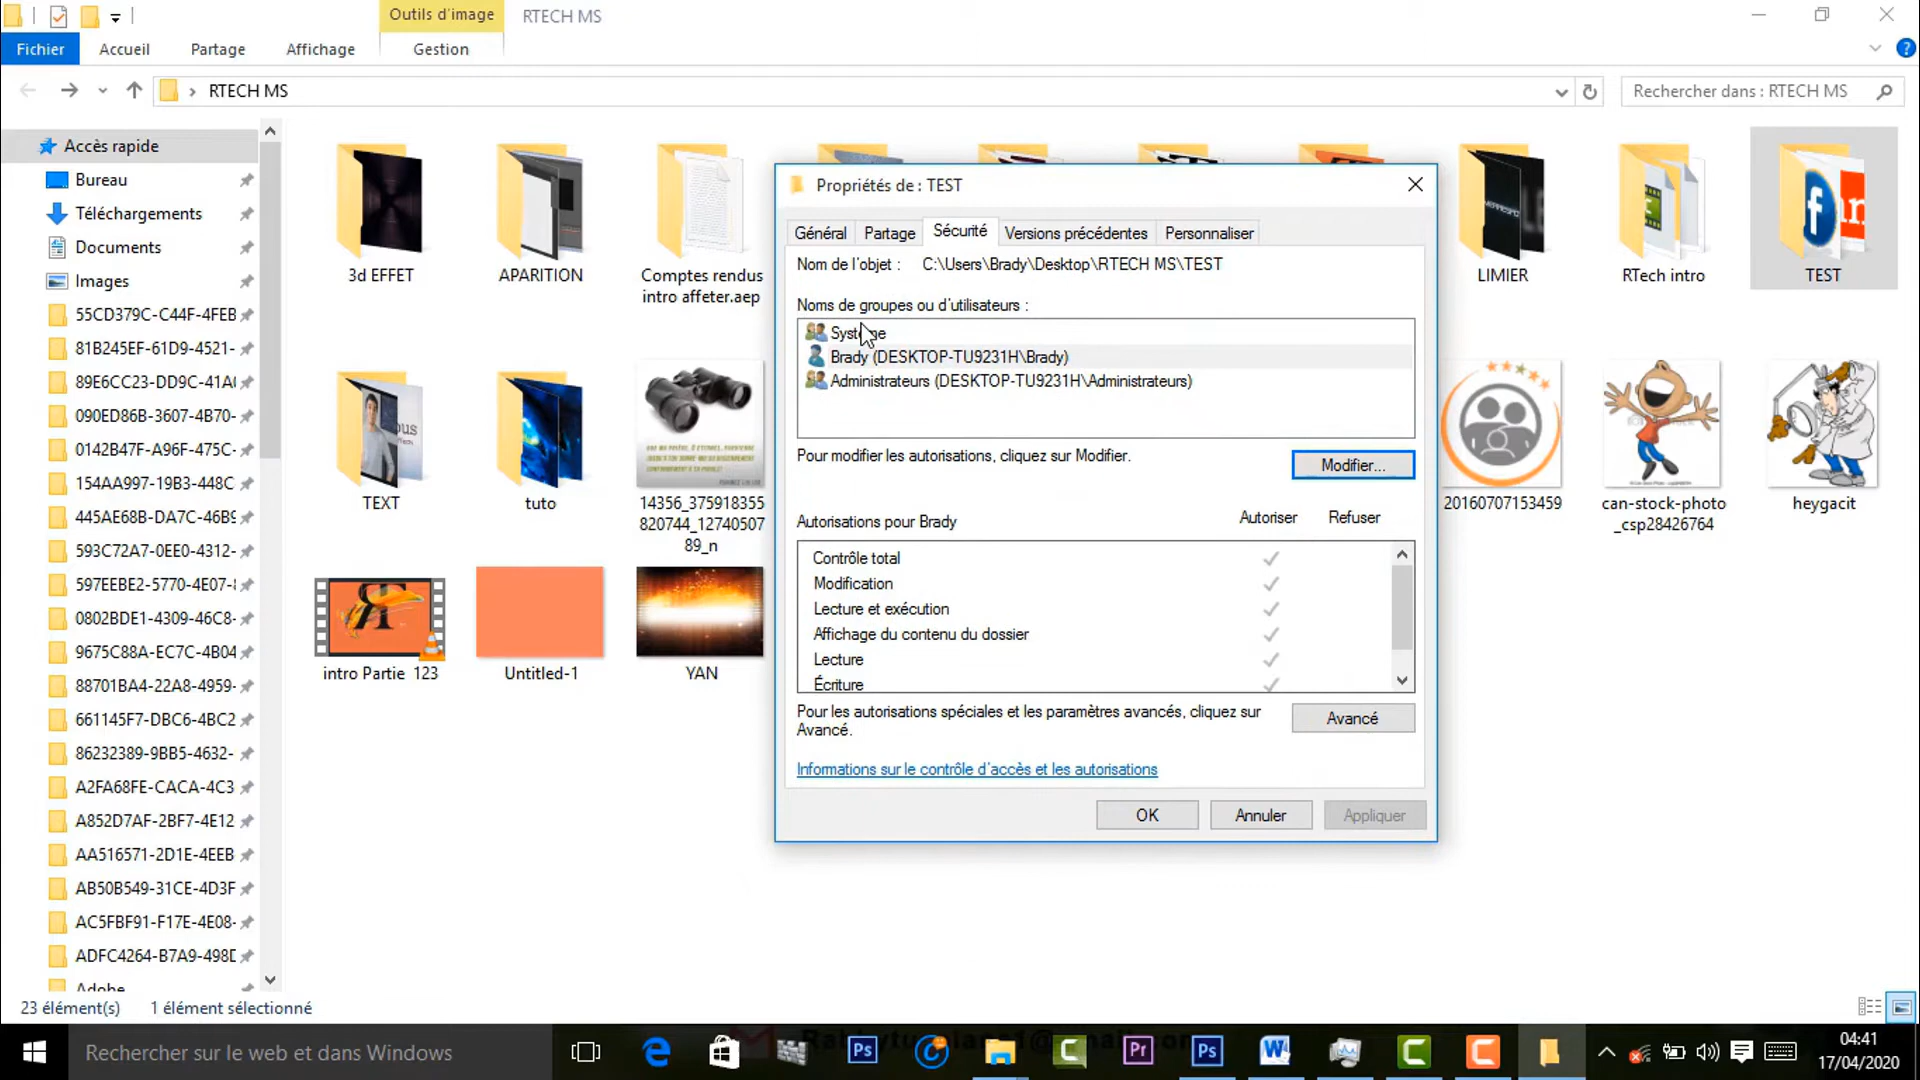 Outils d'image
RTECH MS
Fichier
Accueil
Partage
Affichage
Gestion
RTECH MS
Rechercher dans : RTECH MS
Accès rapide
Bureau
Téléchargements
Documents
Images
55CD379C-C44F-4FEB
81B245EF-61D9-4521-
89E6CC23-DD9C-41A(
090ED86B-3607-4B70-
0142B47F-A96F-475C-
154AA997-19B3-448C
445AE68B-DA7C-46B9
593C72A7-0EE0-4312-
597EEBE2-5770-4E07-
0802BDE1-4309-46C8-
9675C88A-EC7C-4B04
88701BA4-22A8-4959-
661145F7-DBC6-4BC2
86232389-9BB5-4632-
A2FA68FE-CACA-4C3
A852D7AF-2BF7-4E12
AA516571-2D1E-4EEB
AB50B549-31CE-4D3F
AC5FBF91-F17E-4E08-
ADFC4264-B7A9-498D
Adobe
3d EFFET
APARITION
Comptes rendus
intro affeter.aep
LIMIER
RTech intro
TEST
TEXT
tuto
14356_375918355
820744_12740507
89_n
20160707153459
can-stock-photo
_csp28426764
heygacit
intro Partie 123
Untitled-1
YAN
Propriétés de : TEST
Général
Partage
Sécurité
Versions précédentes
Personnaliser
Nom de l'objet : C:\Users\Brady\Desktop\RTECH MS\TEST
Noms de groupes ou d'utilisateurs :
Système
Brady (DESKTOP-TU9231H\Brady)
Administrateurs (DESKTOP-TU9231H\Administrateurs)
Pour modifier les autorisations, cliquez sur Modifier.
Modifier...
Autorisations pour Brady
Autoriser
Refuser
Contrôle total
Modification
Lecture et exécution
Affichage du contenu du dossier
Lecture
Écriture
Pour les autorisations spéciales et les paramètres avancés, cliquez sur
Avancé.
Avancé
Informations sur le contrôle d'accès et les autorisations
OK
Annuler
Appliquer
23 élément(s)
1 élément sélectionné
Rechercher sur le web et dans Windows
04:41
17/04/2020